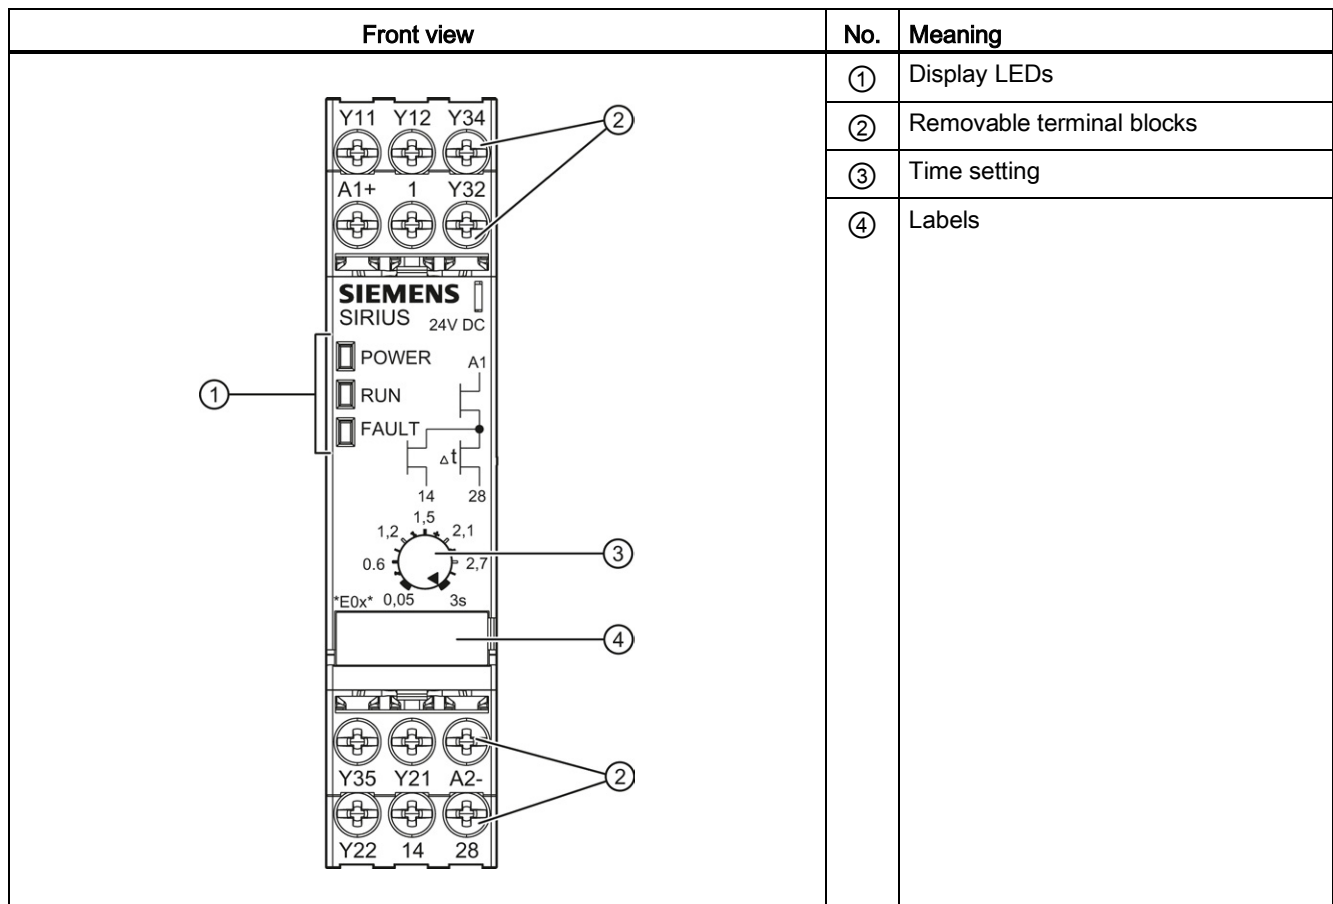 Front view No. Meaning
① Display LEDs
② Removable terminal blocks
③ Time setting
④ Labels
Y11 Y12 Y34
②
A1+ 1 Y32
SIEMENS
SIRIUS 24V DC
POWER A1
① RUN
FAULT
△t
14 28
1,5
1,2 2,1
0.6 2,7 ③
*E0x* 0,05 3s
④
Y35 Y21 A2- ②
Y22 14 28